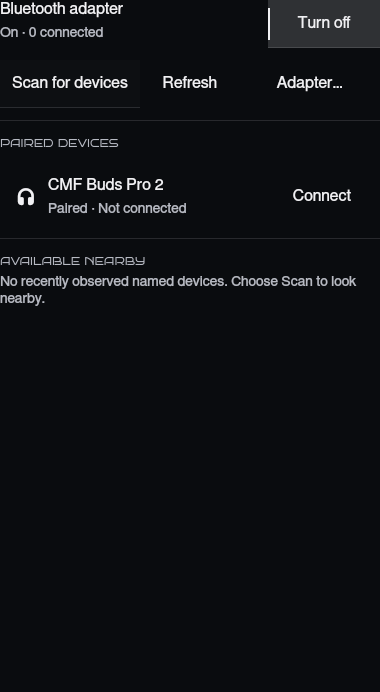 Bluetooth adapter
On · 0 connected
Turn off
Scan for devices
Refresh
Adapter...
PAIRED DEVICES
CMF Buds Pro 2
Paired · Not connected
Connect
AVAILABLE NEARBY
No recently observed named devices. Choose Scan to look
nearby.